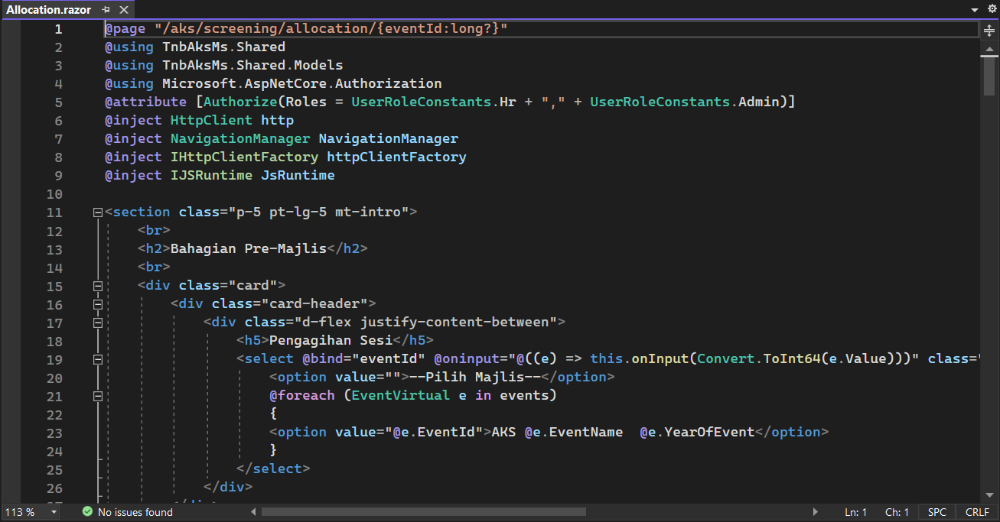 Allocation.razor
1 @page "/aks/screening/allocation/{eventId:long?}"
2 @using TnbAksMs.Shared
3 @using TnbAksMs.Shared.Models
4 @using Microsoft.AspNetCore.Authorization
5 @attribute [Authorize(Roles = UserRoleConstants.Hr + "," + UserRoleConstants.Admin)]
6 @inject HttpClient http
7 @inject NavigationManager NavigationManager
8 @inject IHttpClientFactory httpClientFactory
9 @inject IJSRuntime JsRuntime
10
11 <section class="p-5 pt-lg-5 mt-intro">
12     <br>
13     <h2>Bahagian Pre-Majlis</h2>
14     <br>
15     <div class="card">
16         <div class="card-header">
17             <div class="d-flex justify-content-between">
18                 <h5>Pengagihan Sesi</h5>
19                 <select @bind="eventId" @oninput="@((e) => this.onInput(Convert.ToInt64(e.Value)))" class="
20                     <option value="">--Pilih Majlis--</option>
21                     @foreach (EventVirtual e in events)
22                     {
23                     <option value="@e.EventId">AKS @e.EventName  @e.YearOfEvent</option>
24                     }
25                 </select>
26             </div>
113 % No issues found Ln: 1 Ch: 1 SPC CRLF